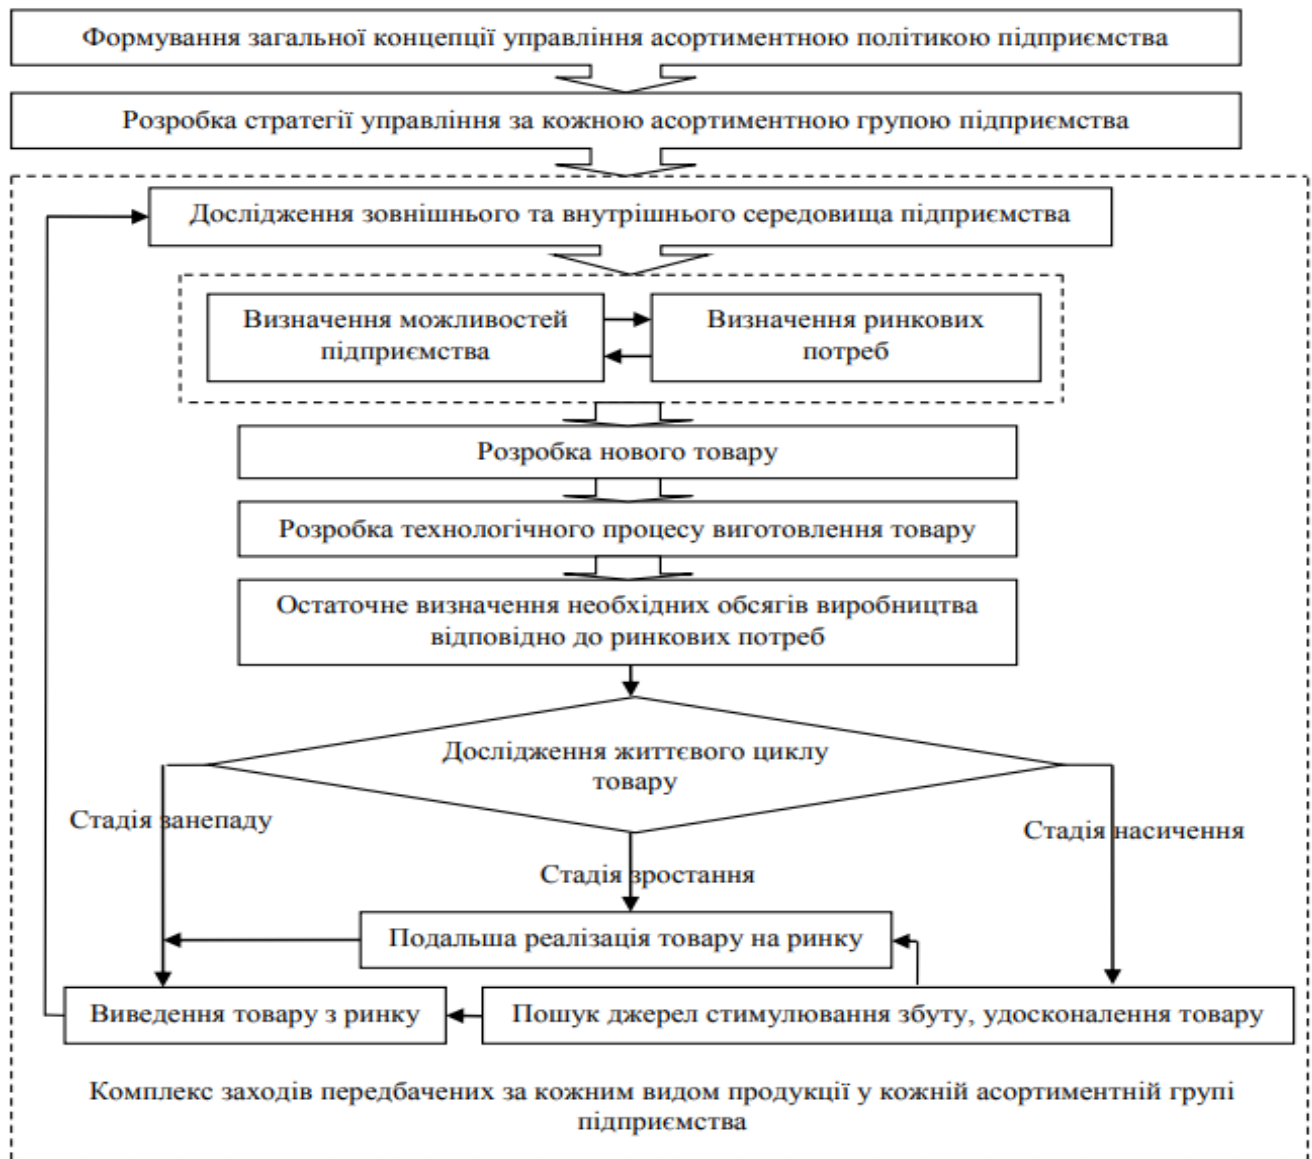 Формування загальної концепції управління асортиментною політикою підприємства
Розробка стратегії управління за кожною асортиментною групою підприємства
Дослідження зовнішнього та внутрішнього середовища підприємства
Визначення можливостей
підприємства
Визначення ринкових
потреб
Розробка нового товару
Розробка технологічного процесу виготовлення товару
Остаточне визначення необхідних обсягів виробництва
відповідно до ринкових потреб
Дослідження життєвого циклу
товару
Стадія занепаду
Стадія насичення
Стадія зростання
Подальша реалізація товару на ринку
Виведення товару з ринку
Пошук джерел стимулювання збуту, удосконалення товару
Комплекс заходів передбачених за кожним видом продукції у кожній асортиментній групі
підприємства